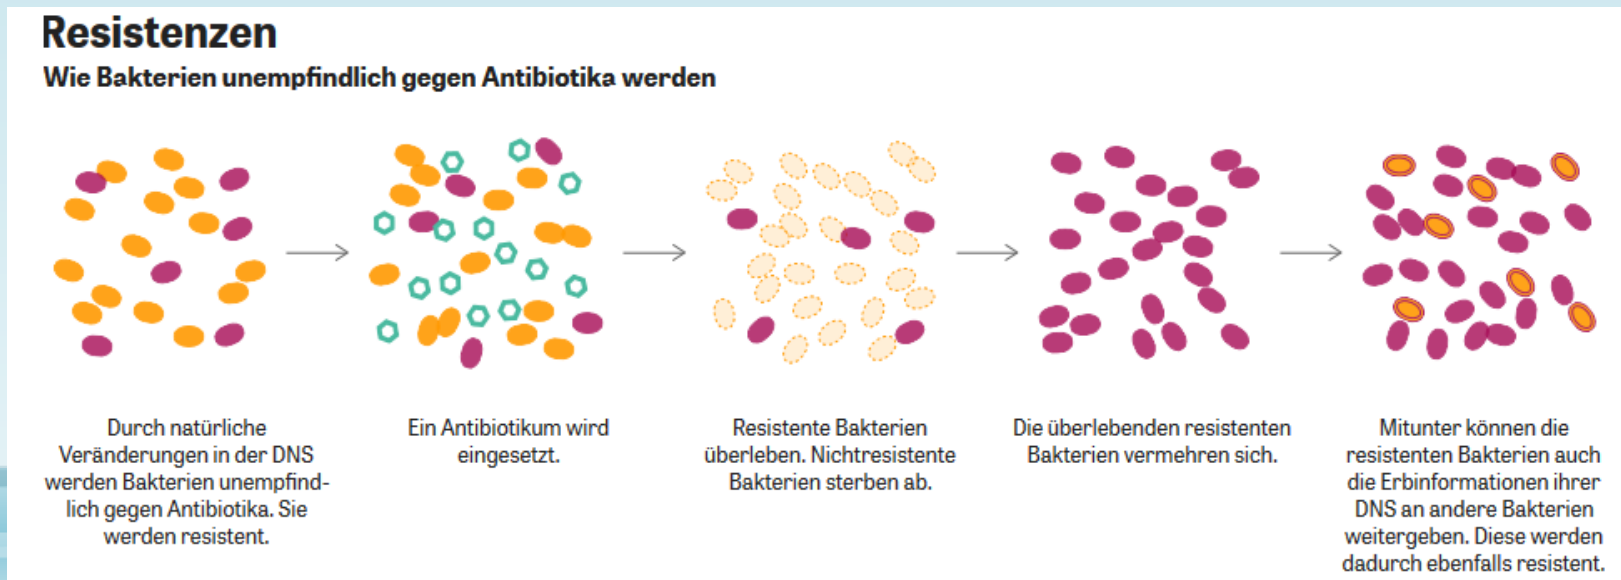 Resistenzen
Wie Bakterien unempfindlich gegen Antibiotika werden
Durch natürliche
Veränderungen in der DNS
werden Bakterien unempfind-
lich gegen Antibiotika. Sie
werden resistent.
Ein Antibiotikum wird
eingesetzt.
Resistente Bakterien
überleben. Nichtresistente
Bakterien sterben ab.
Die überlebenden resistenten
Bakterien vermehren sich.
Mitunter können die
resistenten Bakterien auch
die Erbinformationen ihrer
DNS an andere Bakterien
weitergeben. Diese werden
dadurch ebenfalls resistent.